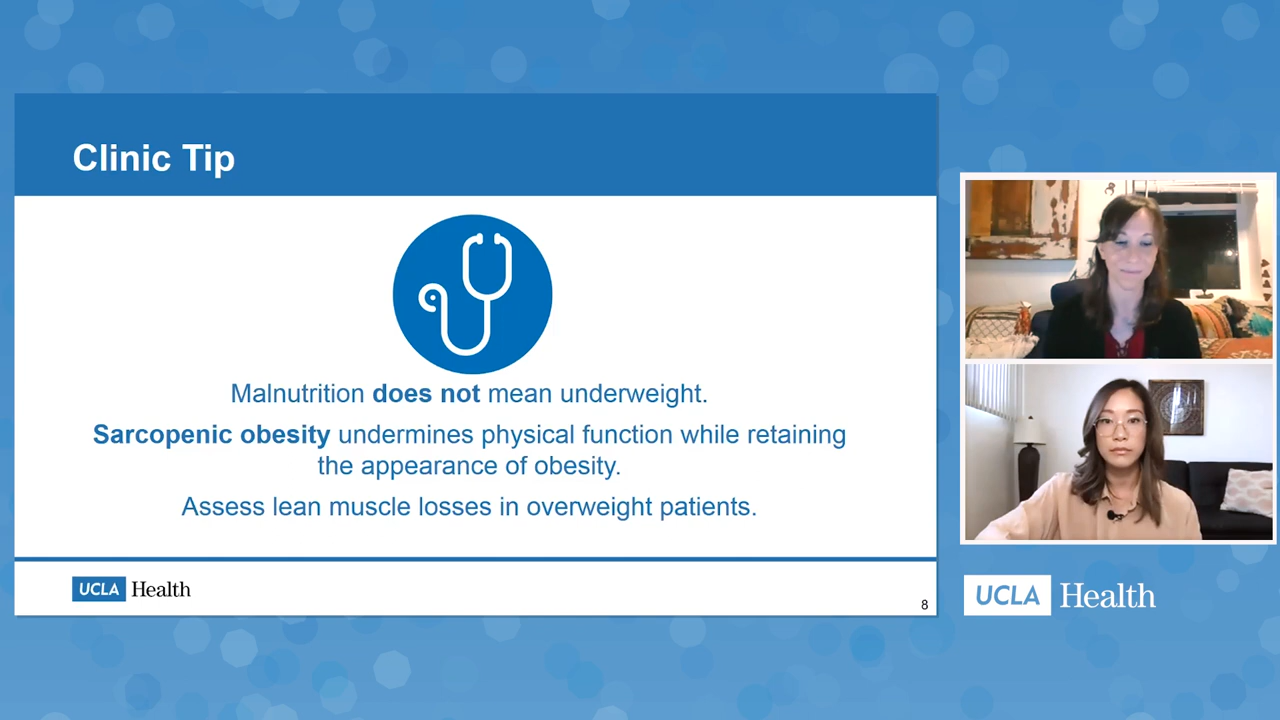 Clinic Tip
Malnutrition does not mean underweight.
Sarcopenic obesity undermines physical function while retaining
the appearance of obesity.
Assess lean muscle losses in overweight patients.
UCLA Health
8
UCLA Health